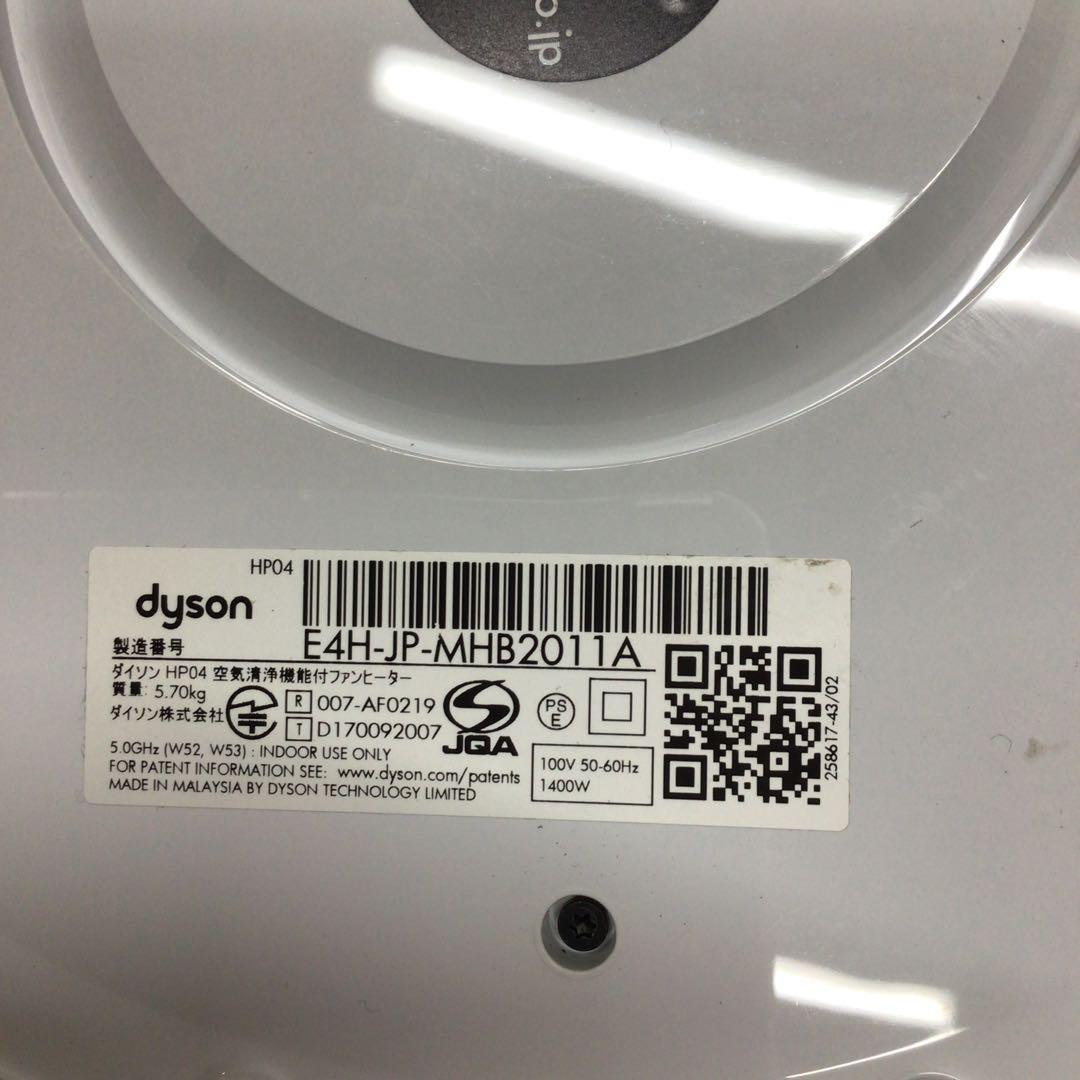 o.jp
HP04
dyson
製造番号 E4H-JP-MHB2011A
ダイソン HP04 空気清浄機能付ファンヒーター
質量: 5.70kg
ダイソン株式会社
R 007-AF0219
T D170092007
JQA
PS
E
5.0GHz (W52, W53) : INDOOR USE ONLY
FOR PATENT INFORMATION SEE: www.dyson.com/patents
MADE IN MALAYSIA BY DYSON TECHNOLOGY LIMITED
100V 50-60Hz
1400W
258617-43/02